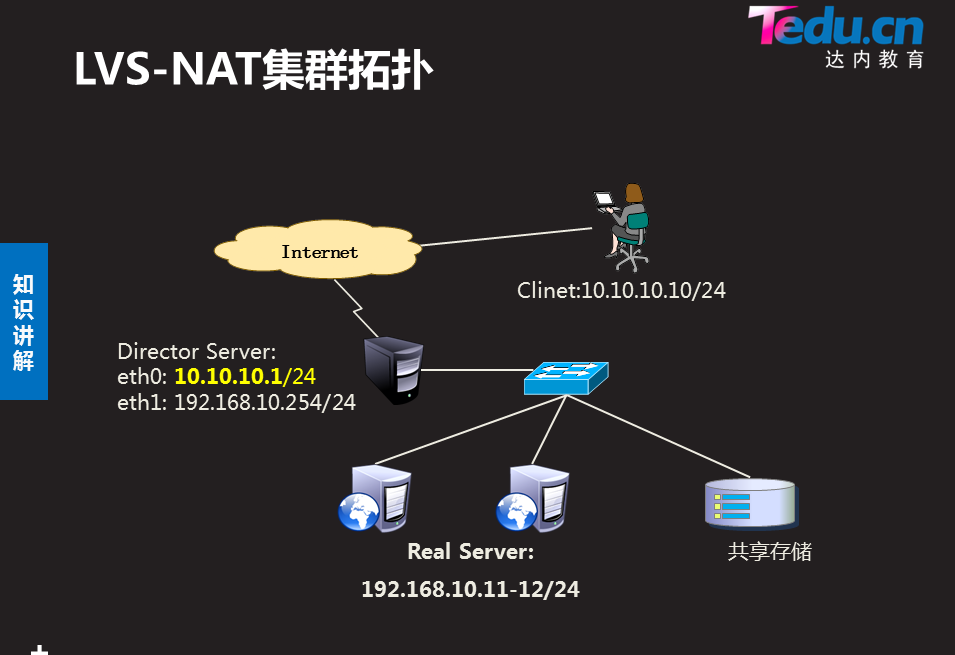 Tedu.cn
达内教育
LVS-NAT集群拓扑
知识讲解
Internet
Clinet:10.10.10.10/24
Director Server:
eth0: 10.10.10.1/24
eth1: 192.168.10.254/24
Real Server:
192.168.10.11-12/24
共享存储